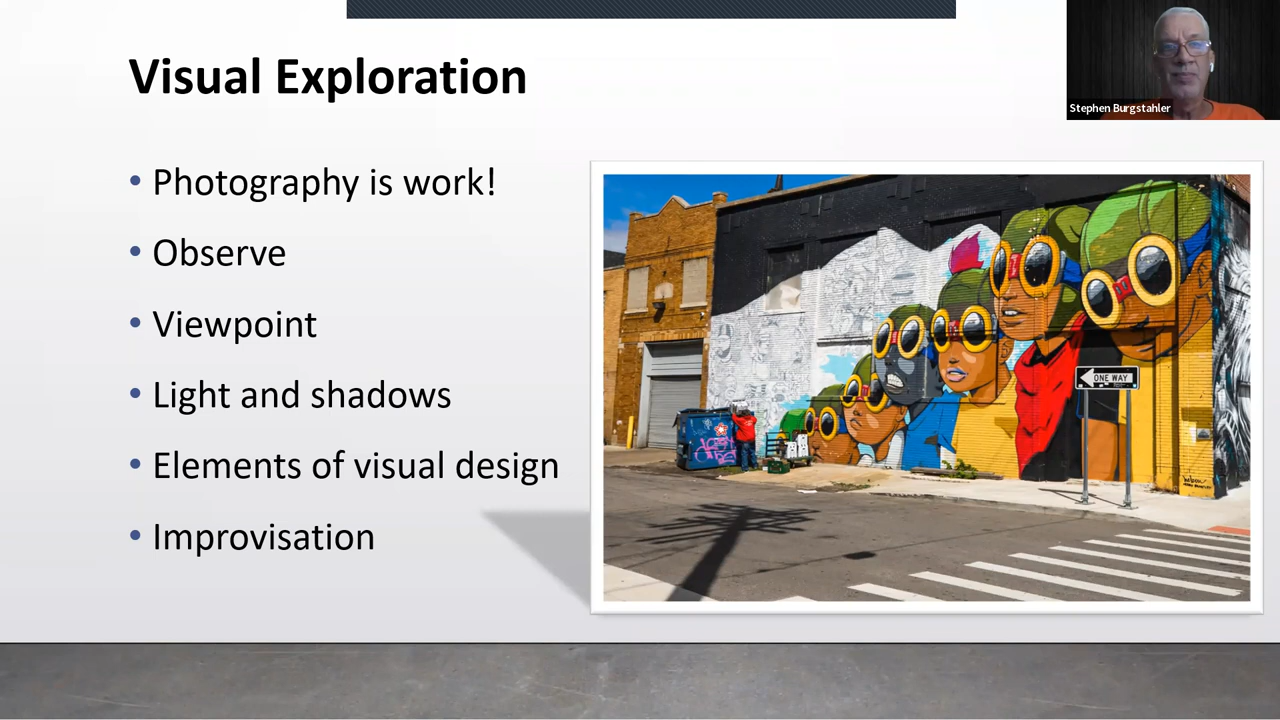 Visual Exploration
Stephen Burgstahler
• Photography is work!
• Observe
• Viewpoint
• Light and shadows
• Elements of visual design
• Improvisation
ONE WAY